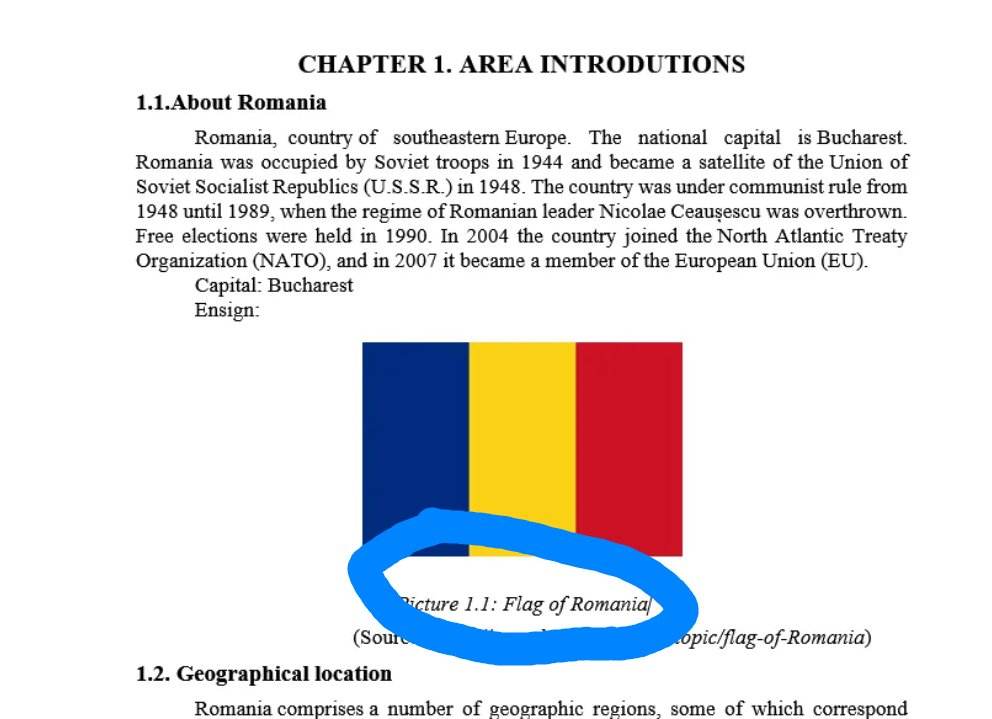 CHAPTER 1. AREA INTRODUTIONS
1.1.About Romania
Romania, country of southeastern Europe. The national capital is Bucharest.
Romania was occupied by Soviet troops in 1944 and became a satellite of the Union of
Soviet Socialist Republics (U.S.S.R.) in 1948. The country was under communist rule from
1948 until 1989, when the regime of Romanian leader Nicolae Ceaușescu was overthrown.
Free elections were held in 1990. In 2004 the country joined the North Atlantic Treaty
Organization (NATO), and in 2007 it became a member of the European Union (EU).
Capital: Bucharest
Ensign:
Picture 1.1: Flag of Romania
/flag-of-Romania)
1.2. Geographical location
Romania comprises a number of geographic regions, some of which correspond